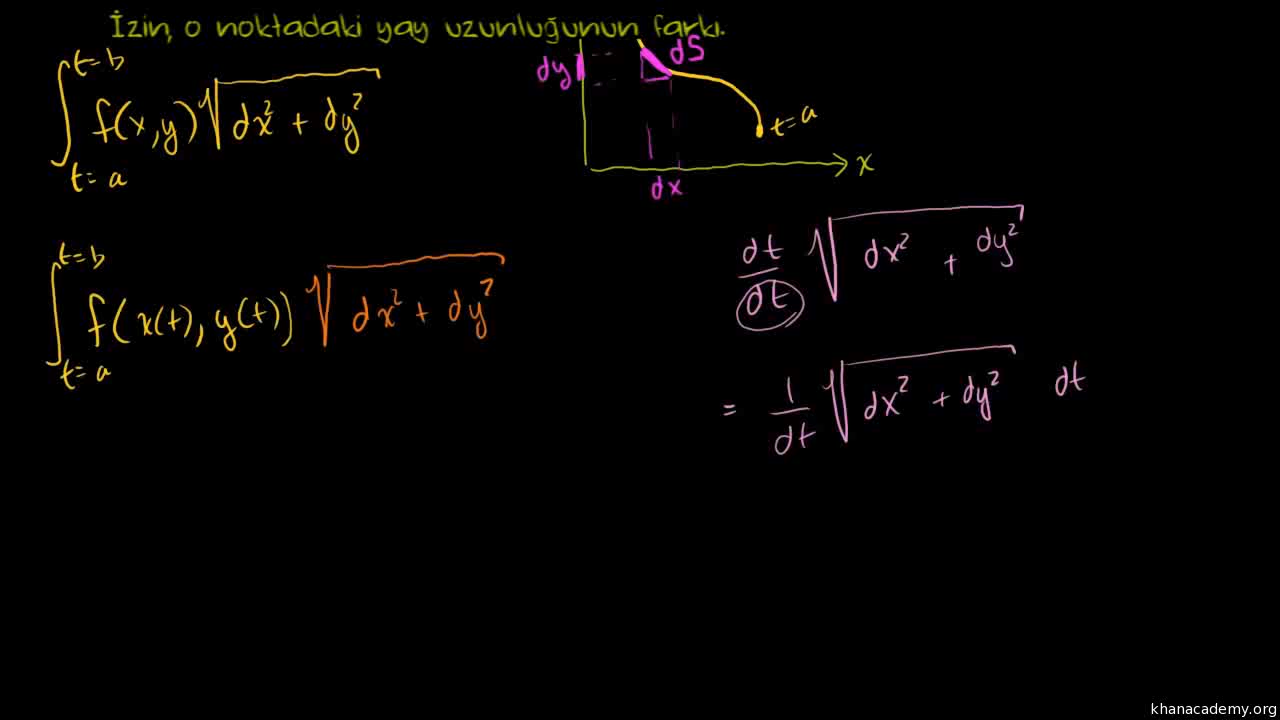 İzin, o noktadaki yay uzunluğunun farkı.
t=b
∫ f(x,y) √(dx² + dy²)
t=a
dy
dS
t=a
x
dx
t=b
∫ f(x(t), y(t)) √(dx² + dy²)
t=a
dt/dt √(dx² + dy²)
= 1/dt √(dx² + dy²) dt
khanacademy.org